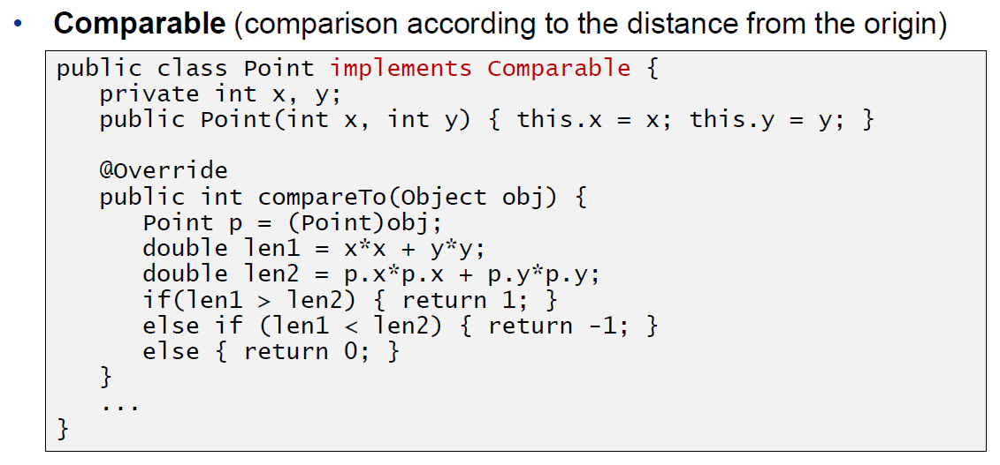 • Comparable (comparison according to the distance from the origin)
public class Point implements Comparable {
   private int x, y;
   public Point(int x, int y) { this.x = x; this.y = y; }

   @Override
   public int compareTo(Object obj) {
      Point p = (Point)obj;
      double len1 = x*x + y*y;
      double len2 = p.x*p.x + p.y*p.y;
      if(len1 > len2) { return 1; }
      else if (len1 < len2) { return -1; }
      else { return 0; }
   }
   ...
}